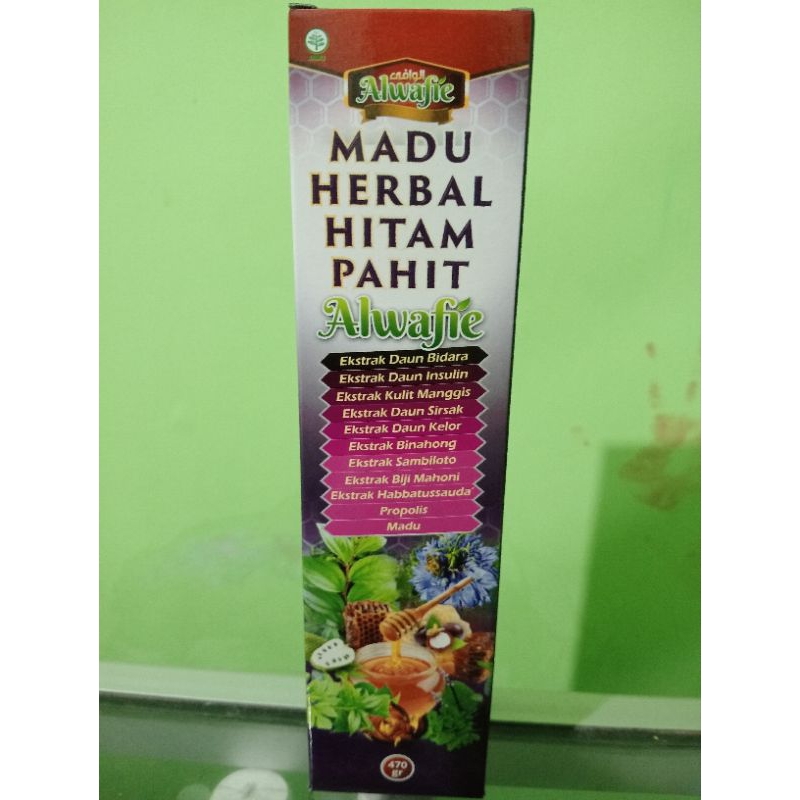 الوافي
Alwafie
MADU
HERBAL
HITAM
PAHIT
Alwafie
Ekstrak Daun Bidara
Ekstrak Daun Insulin
Ekstrak Kulit Manggis
Ekstrak Daun Sirsak
Ekstrak Daun Kelor
Ekstrak Binahong
Ekstrak Sambiloto
Ekstrak Biji Mahoni
Ekstrak Habbatussauda'
Propolis
Madu
470
gr